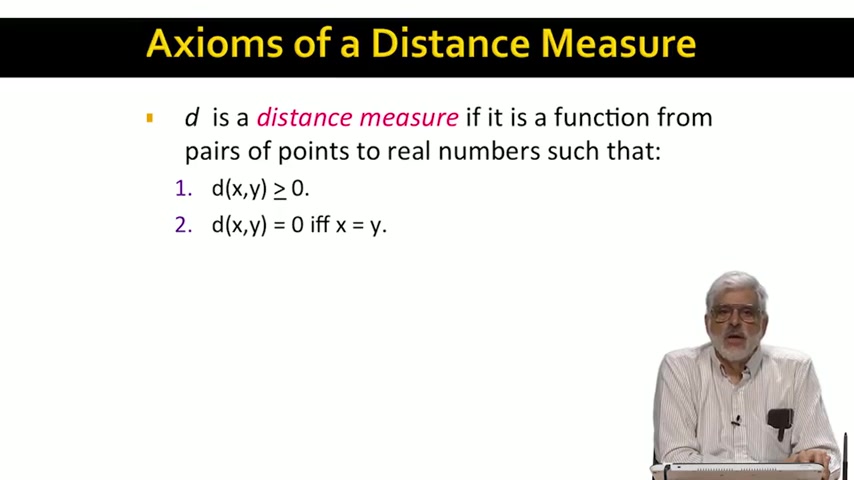 Axioms of a Distance Measure
▪ d is a distance measure if it is a function from
pairs of points to real numbers such that:
1. d(x,y) ≥ 0.
2. d(x,y) = 0 iff x = y.